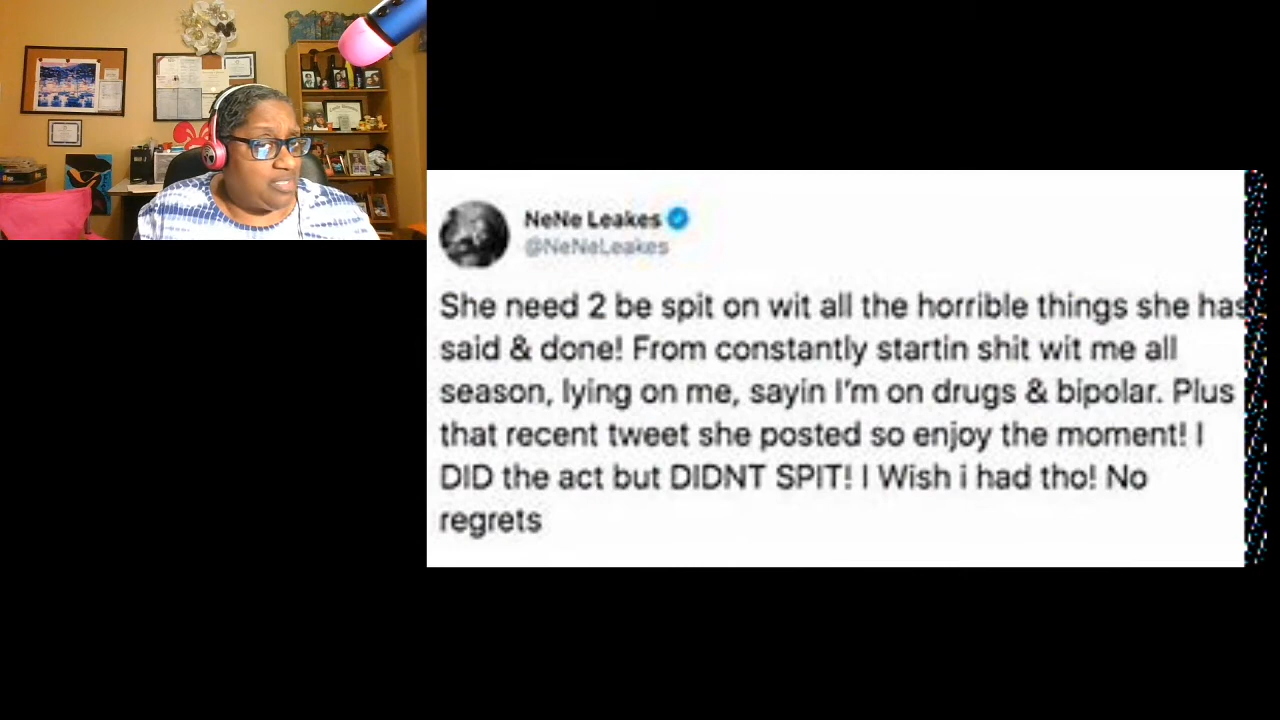 NeNe Leakes
@NeNeLeakes
She need 2 be spit on wit all the horrible things she has
said & done! From constantly startin shit wit me all
season, lying on me, sayin I'm on drugs & bipolar. Plus
that recent tweet she posted so enjoy the moment! I
DID the act but DIDNT SPIT! I Wish i had tho! No
regrets